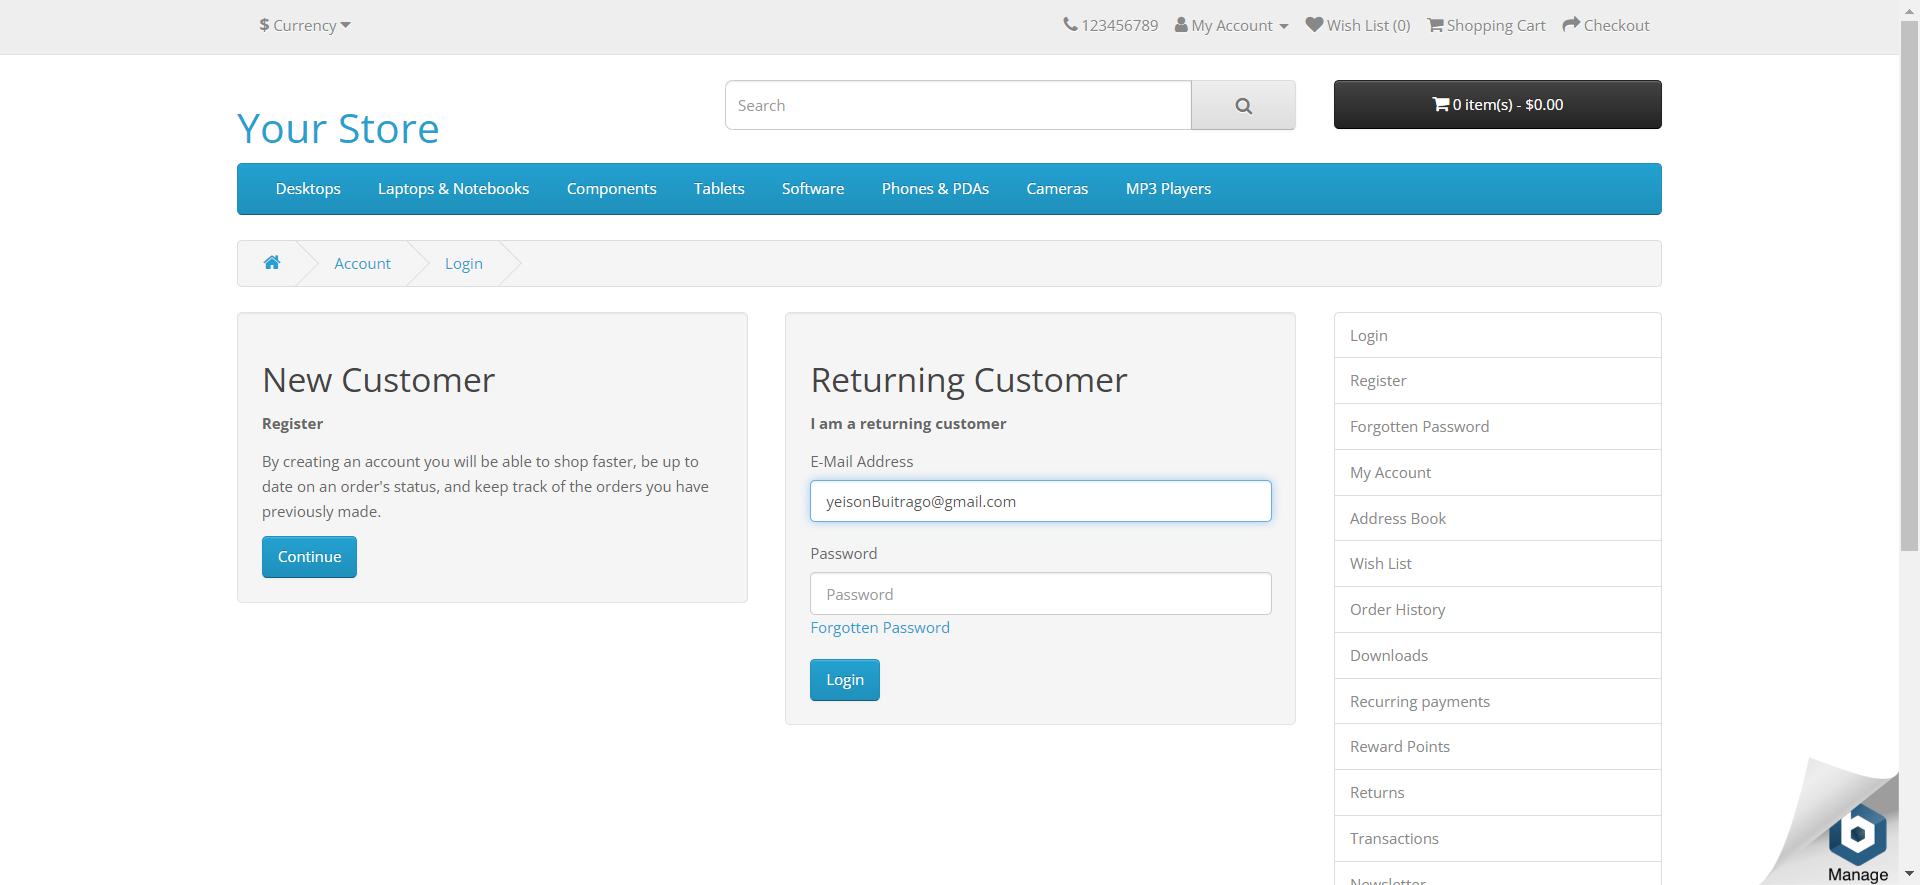 $ Currency
123456789 My Account Wish List (0) Shopping Cart Checkout
Your Store
Search
0 item(s) - $0.00
Desktops Laptops & Notebooks Components Tablets Software Phones & PDAs Cameras MP3 Players
Account Login
New Customer
Register
By creating an account you will be able to shop faster, be up to
date on an order's status, and keep track of the orders you have
previously made.
Continue
Returning Customer
I am a returning customer
E-Mail Address
yeisonBuitrago@gmail.com
Password
Password
Forgotten Password
Login
Login
Register
Forgotten Password
My Account
Address Book
Wish List
Order History
Downloads
Recurring payments
Reward Points
Returns
Transactions
Newsletter
b
Manage